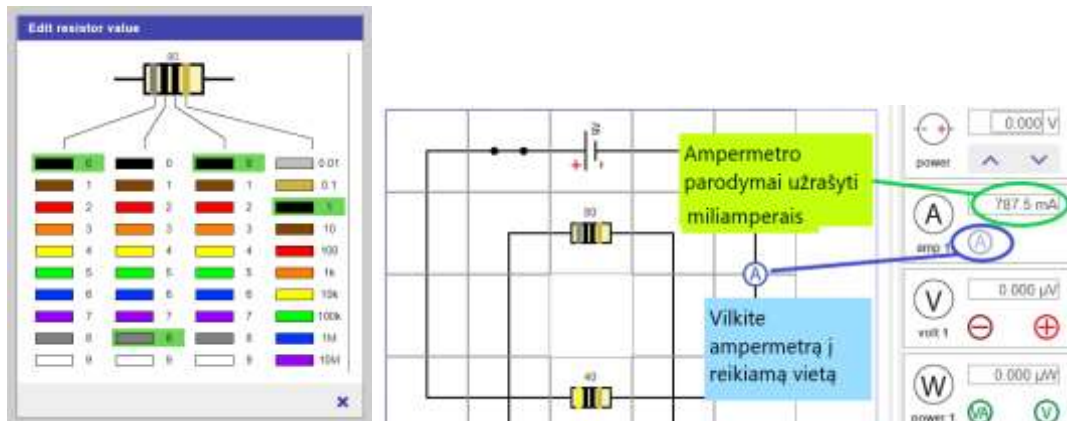 Edit resistor value
80
0 0 0 0.01
1 1 1 0.1
2 2 2 1
3 3 3 10
4 4 4 100
5 5 5 1k
6 6 6 10k
7 7 7 100k
8 8 8 1M
9 9 9 10M
×
+ -
80
A
40
Ampermetro
parodymai užrašyti
miliamperais
Vilkite
ampermetrą į
reikiamą vietą
- +
0.000 V
power
A
787.5 mA
amp 1
A
V
0.000 µV
volt 1
W
0.000 µW
power 1
VA V